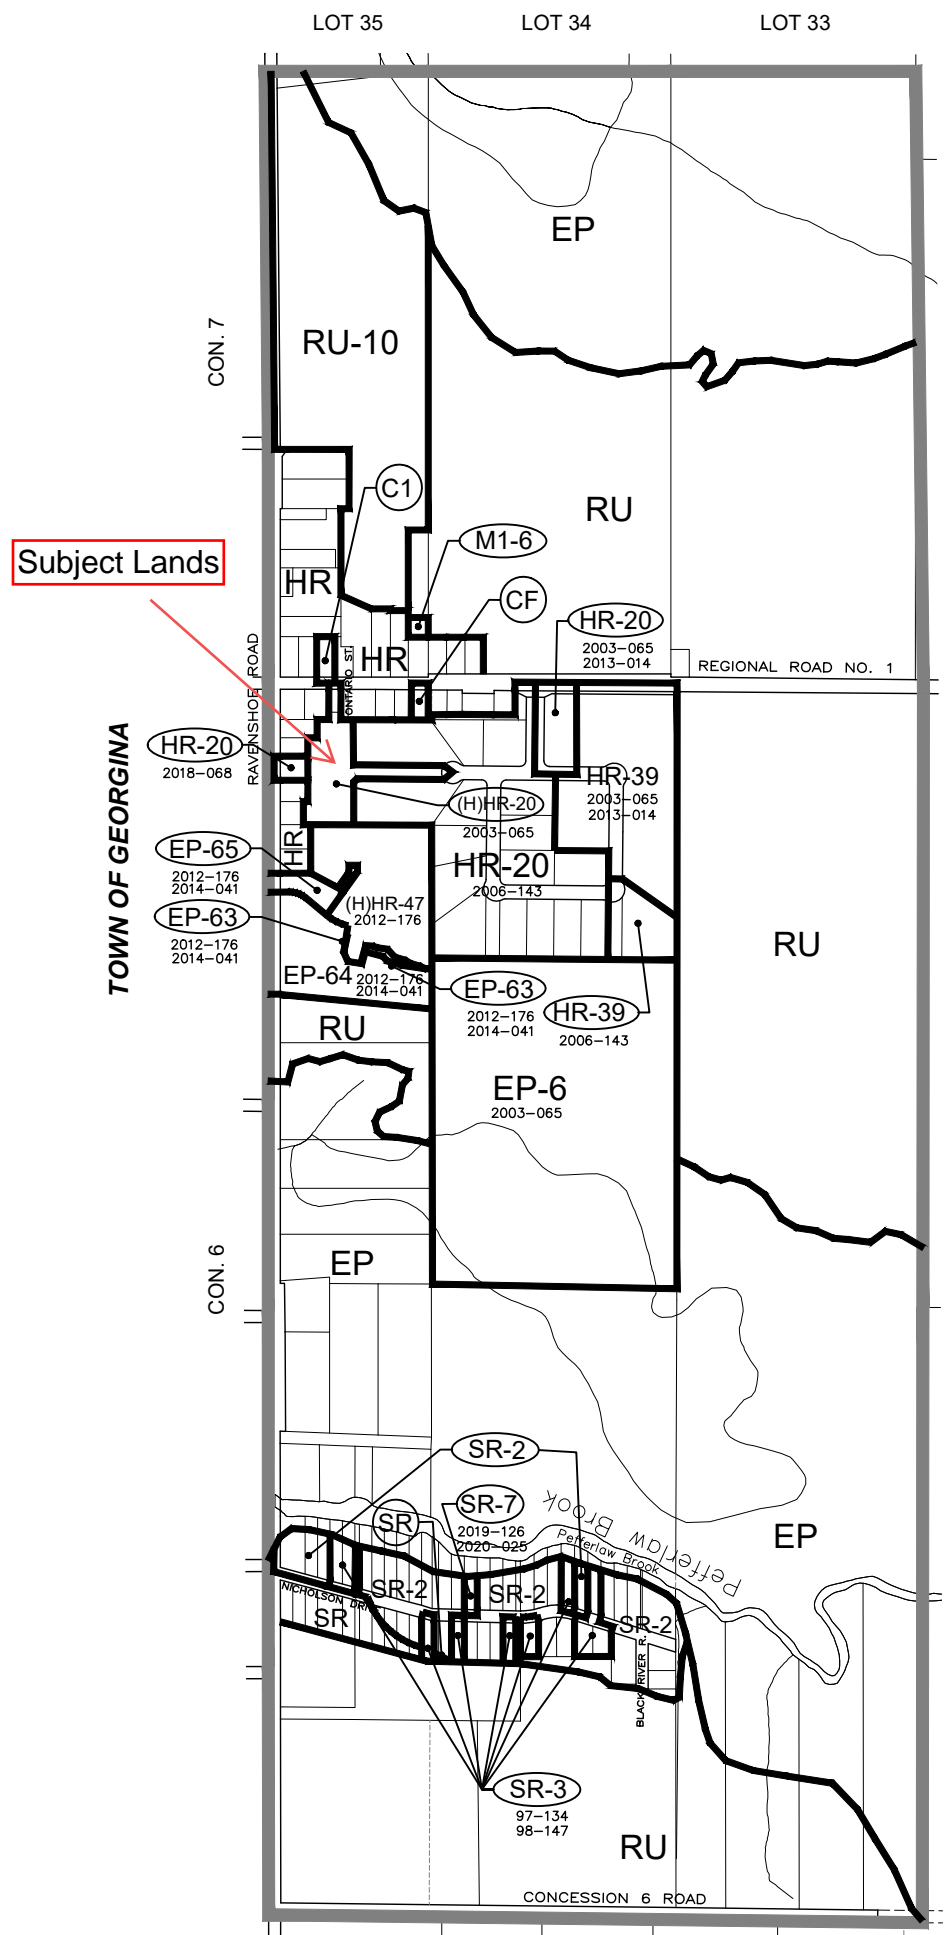 LOT 35
LOT 34
LOT 33
EP
CON. 7
RU-10
C1
RU
M1-6
Subject Lands
HR
CF
HR-20
2003-065
2013-014
HR
ONTARIO ST.
REGIONAL ROAD NO. 1
RAVENSHOE ROAD
TOWN OF GEORGINA
HR-20
2018-068
HR-39
2003-065
2013-014
(H)HR-20
2003-065
HR
EP-65
2012-176
2014-041
HR-20
2006-143
(H)HR-47
2012-176
EP-63
2012-176
2014-041
RU
EP-64
2012-176
2014-041
EP-63
2012-176
2014-041
HR-39
2006-143
RU
EP-6
2003-065
CON. 6
EP
SR-2
SR-7
2019-126
2020-025
SR
Pefferlaw Brook
Pefferlaw Brook
EP
NICHOLSON DRIVE
SR-2
SR-2
SR-2
SR
BLACK RIVER R.
SR-3
97-134
98-147
RU
CONCESSION 6 ROAD